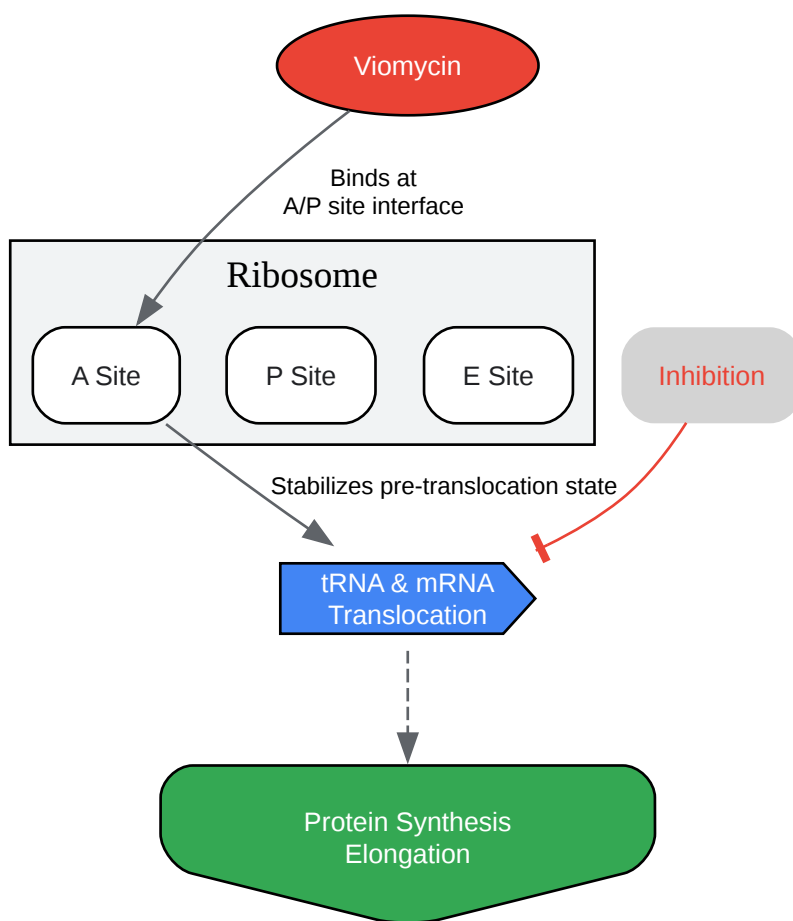 Viomycin
Binds at
A/P site interface
Ribosome
A Site
P Site
E Site
Inhibition
Stabilizes pre-translocation state
tRNA & mRNA
Translocation
Protein Synthesis
Elongation